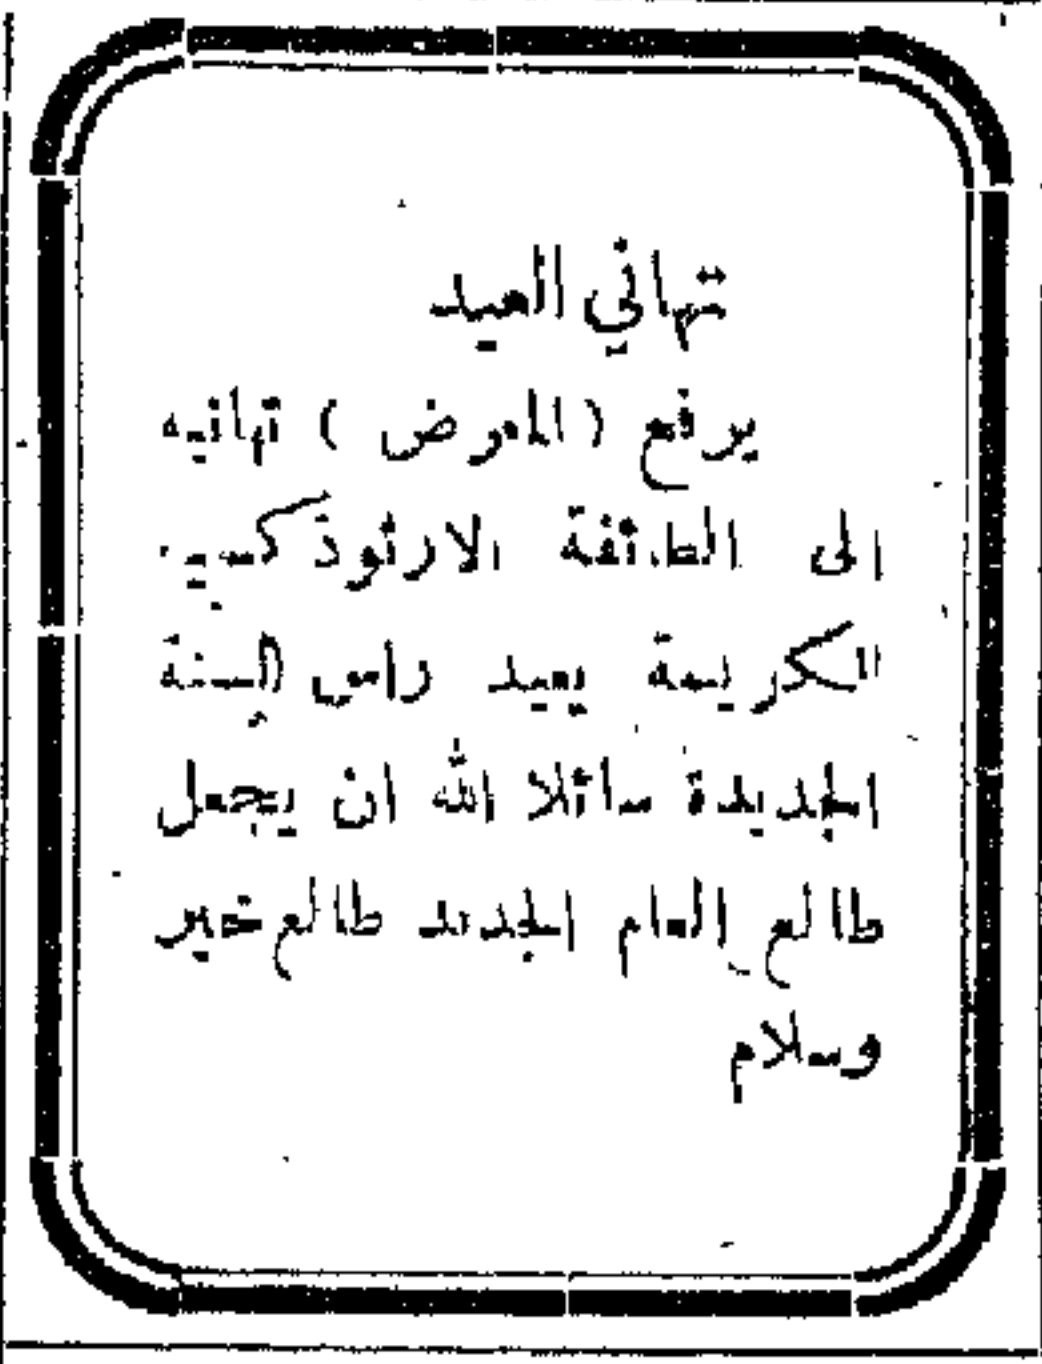 تهاني العيد
يرفع ( المعرض ) تهانيه
الى الطائفة الارثوذكسية
الكريمة بعيد راس السنة
الجديدة سائلا الله ان يجعل
طالع العام الجديد طالع خير
وسلام